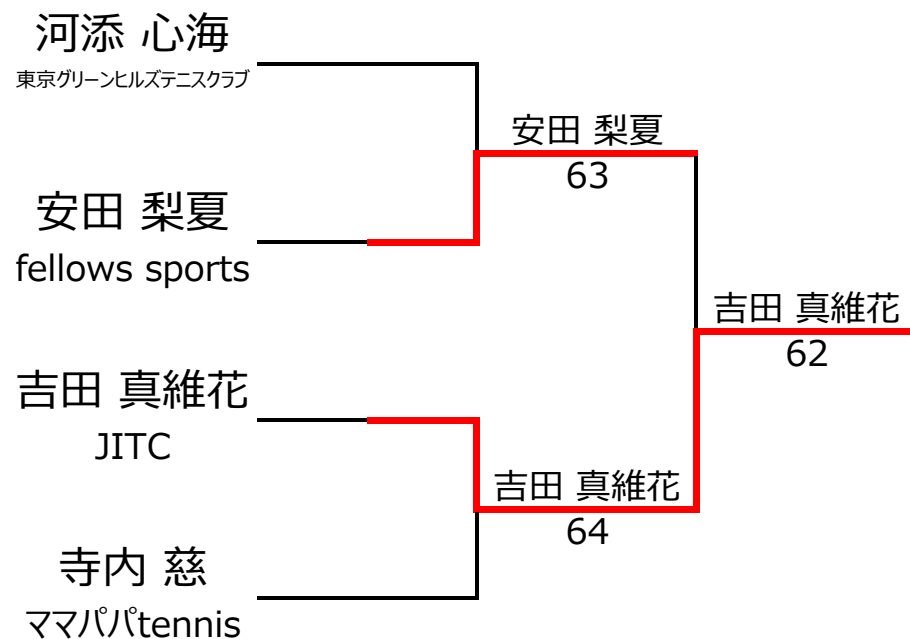 河添 心海
東京グリーンヒルズテニスクラブ
安田 梨夏
63
安田 梨夏
fellows sports
吉田 真維花
62
吉田 真維花
JITC
吉田 真維花
64
寺内 慈
ママパパtennis